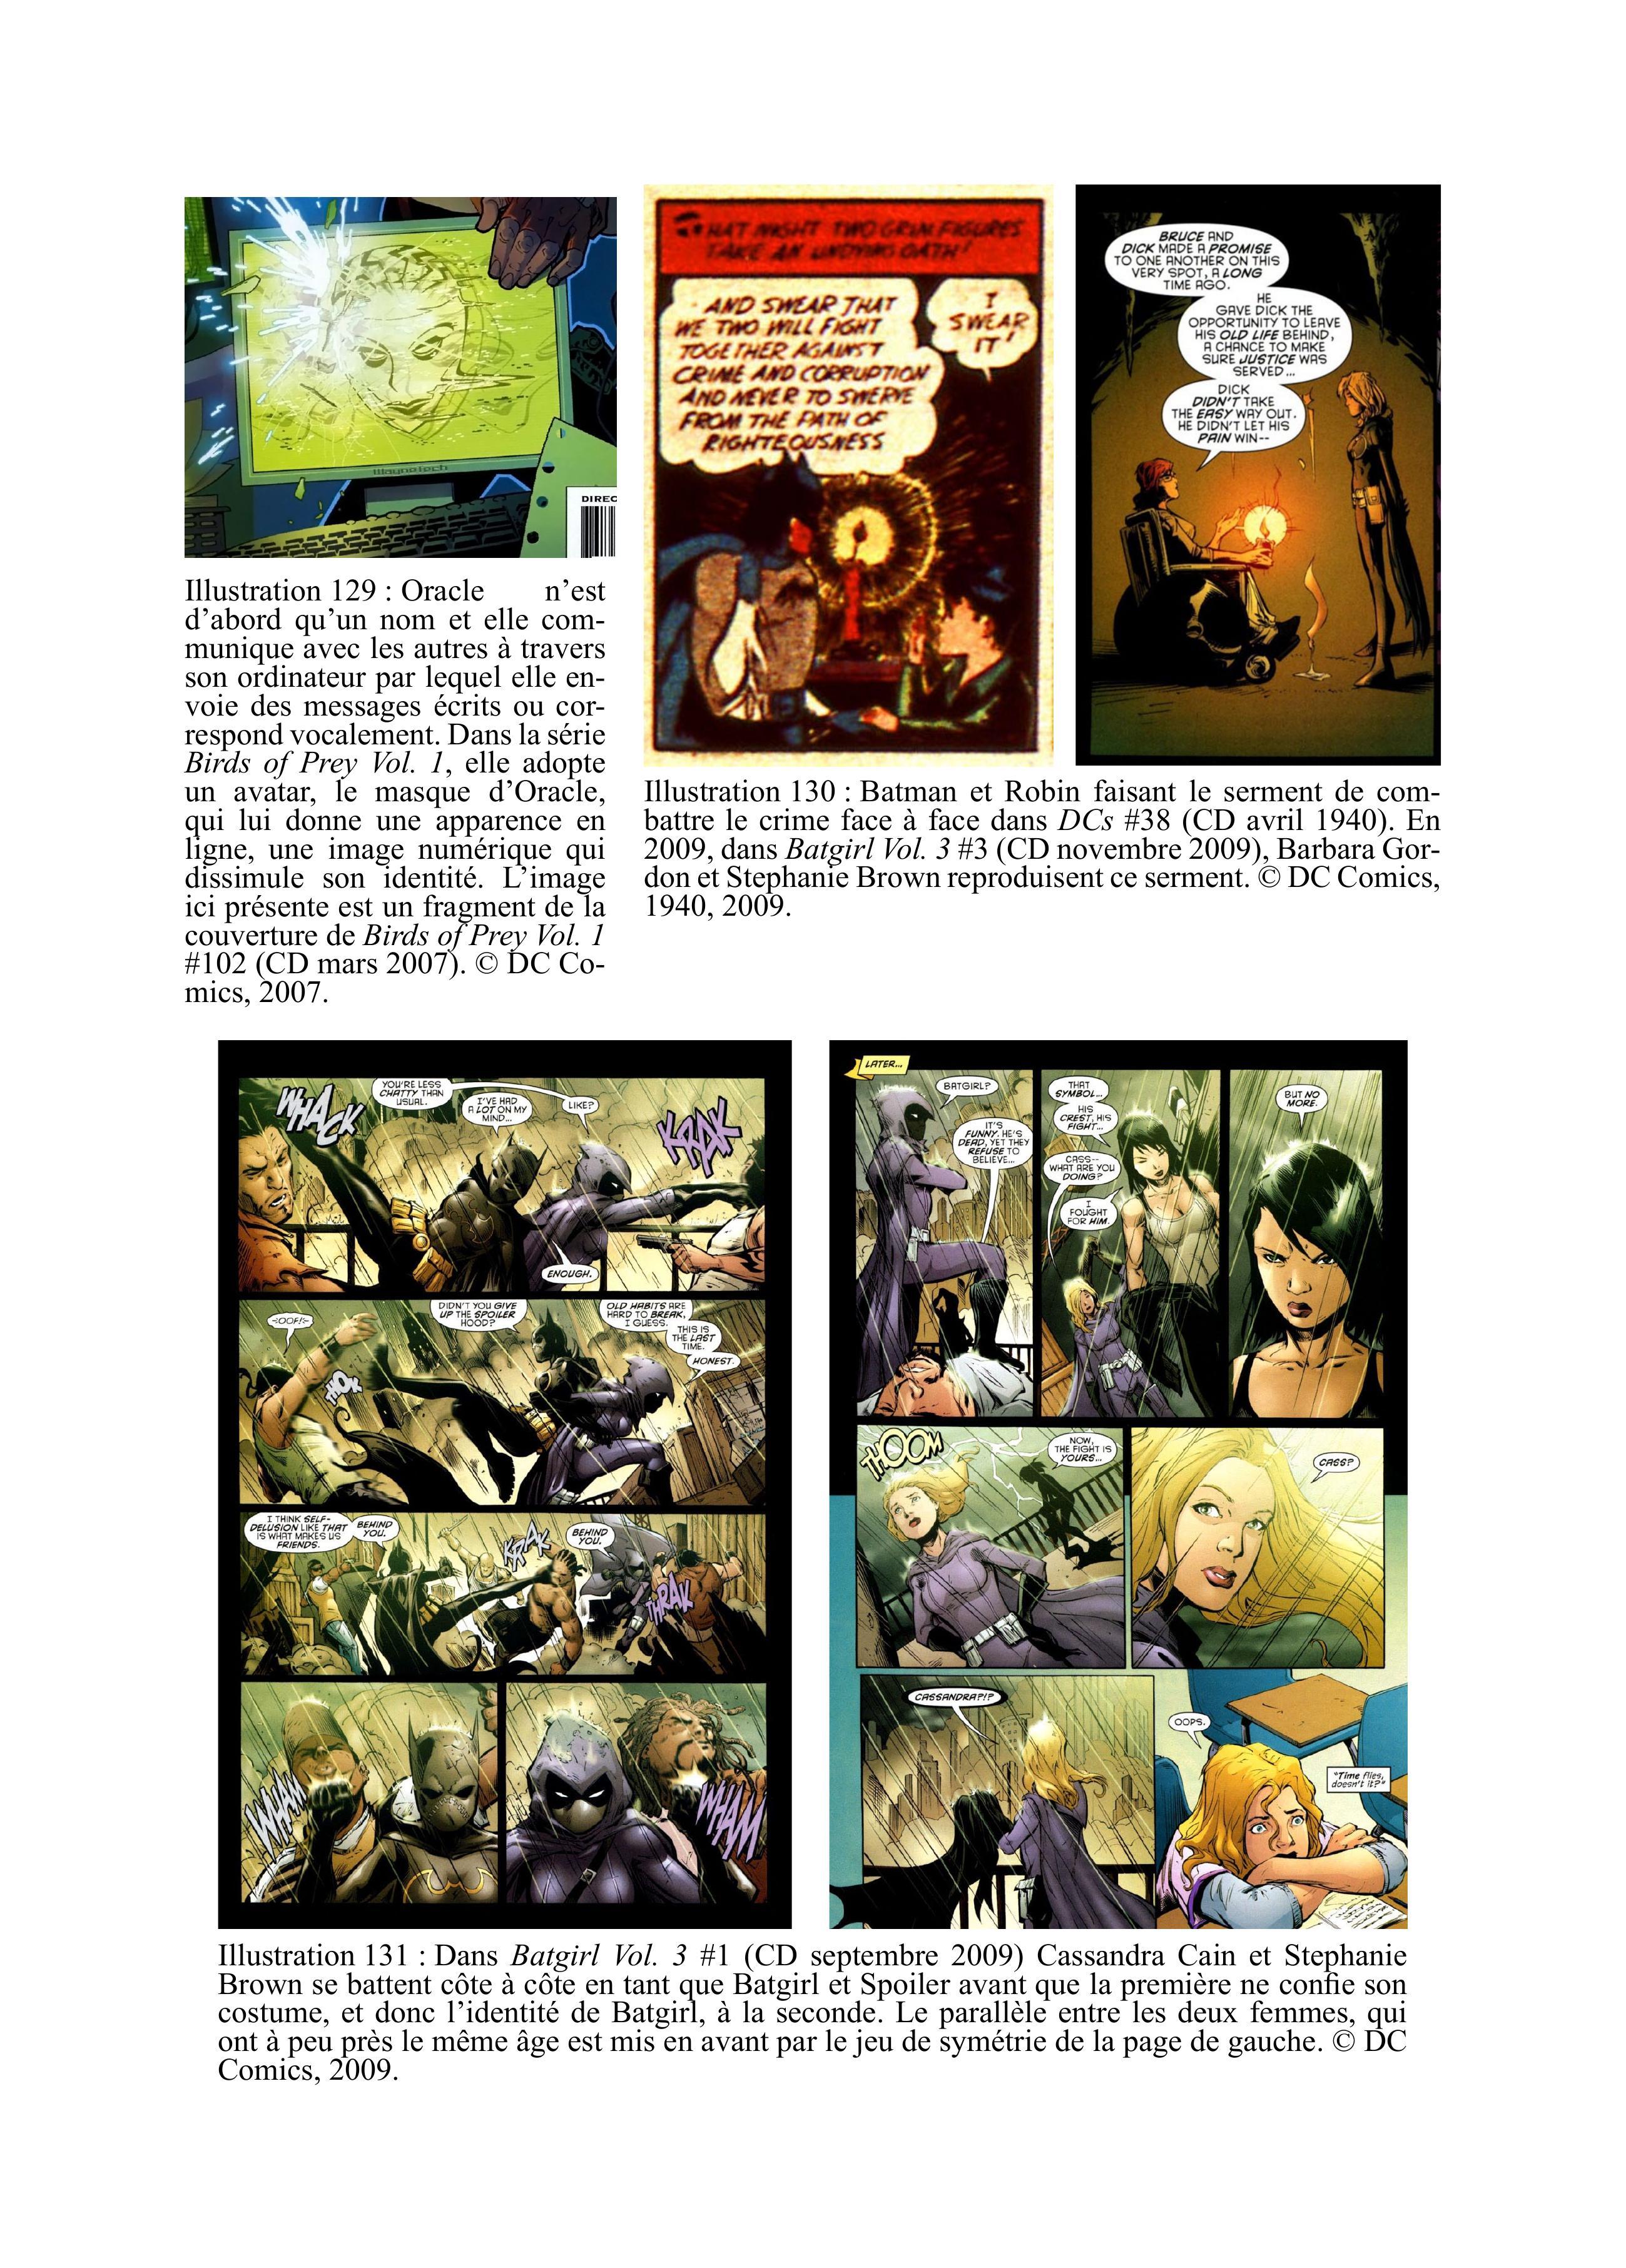 WayneTech
DIREC
Illustration 129 : Oracle n’est
d’abord qu’un nom et elle com-
munique avec les autres à travers
son ordinateur par lequel elle en-
voie des messages écrits ou cor-
respond vocalement. Dans la série
Birds of Prey Vol. 1, elle adopte
un avatar, le masque d’Oracle,
qui lui donne une apparence en
ligne, une image numérique qui
dissimule son identité. L’image
ici présente est un fragment de la
couverture de Birds of Prey Vol. 1
#102 (CD mars 2007). © DC Co-
mics, 2007.
THAT NIGHT TWO GRIM FIGURES
TAKE AN UNDYING OATH!
- AND SWEAR THAT
WE TWO WILL FIGHT
TOGETHER AGAINST
CRIME AND CORRUPTION
AND NEVER TO SWERVE
FROM THE PATH OF
RIGHTEOUSNESS
I
SWEAR
IT!
BRUCE AND
DICK MADE A PROMISE
TO ONE ANOTHER ON THIS
VERY SPOT, A LONG
TIME AGO.
HE
GAVE DICK THE
OPPORTUNITY TO LEAVE
HIS OLD LIFE BEHIND,
A CHANCE TO MAKE
SURE JUSTICE WAS
SERVED...
DICK
DIDN'T TAKE
THE EASY WAY OUT.
HE DIDN'T LET HIS
PAIN WIN--
Illustration 130 : Batman et Robin faisant le serment de com-
battre le crime face à face dans DCs #38 (CD avril 1940). En
2009, dans Batgirl Vol. 3 #3 (CD novembre 2009), Barbara Gor-
don et Stephanie Brown reproduisent ce serment. © DC Comics,
1940, 2009.
WHACK
YOU'RE LESS
CHATTY THAN
USUAL.
I'VE HAD
A LOT ON MY
MIND...
LIKE?
KRAK
ENOUGH.
-:OOF!:-
THOK
DIDN'T YOU GIVE
UP THE SPOILER
HOOD?
OLD HABITS ARE
HARD TO BREAK,
I GUESS.
THIS IS
THE LAST
TIME.
HONEST.
I THINK SELF-
DELUSION LIKE THAT
IS WHAT MAKES US
FRIENDS.
BEHIND
YOU.
KRAK
BEHIND
YOU.
THRAK
WHAM
WHAM
LATER...
BATGIRL?
IT'S
FUNNY. HE'S
DEAD, YET THEY
REFUSE TO
BELIEVE...
THAT
SYMBOL...
HIS
CREST, HIS
FIGHT...
CASS--
WHAT ARE YOU
DOING?
I
FOUGHT
FOR HIM.
BUT NO
MORE.
THOOM
NOW,
THE FIGHT IS
YOURS...
CASS?
CASSANDRA?!?
OOPS.
"Time flies,
doesn't it?"
Illustration 131 : Dans Batgirl Vol. 3 #1 (CD septembre 2009) Cassandra Cain et Stephanie
Brown se battent côte à côte en tant que Batgirl et Spoiler avant que la première ne confie son
costume, et donc l’identité de Batgirl, à la seconde. Le parallèle entre les deux femmes, qui
ont à peu près le même âge est mis en avant par le jeu de symétrie de la page de gauche. © DC
Comics, 2009.